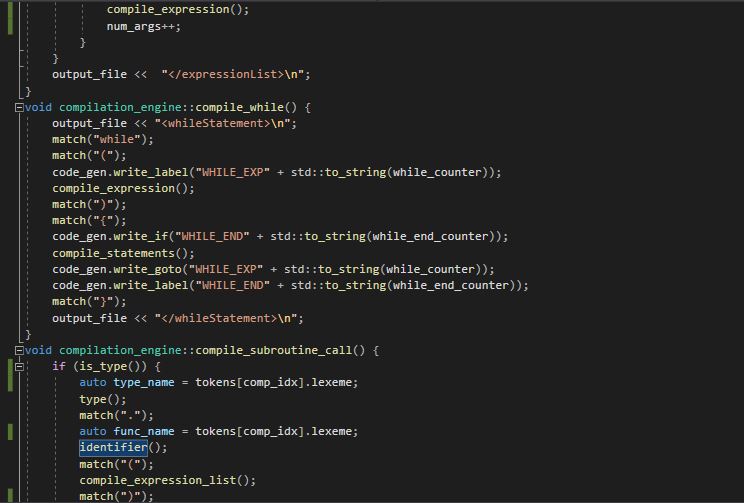 compile_expression();
num_args++;
}
}
output_file <<  "</expressionList>\n";
}
void compilation_engine::compile_while() {
output_file << "<whileStatement>\n";
match("while");
match("(");
code_gen.write_label("WHILE_EXP" + std::to_string(while_counter));
compile_expression();
match(")");
match("{");
code_gen.write_if("WHILE_END" + std::to_string(while_end_counter));
compile_statements();
code_gen.write_goto("WHILE_EXP" + std::to_string(while_counter));
code_gen.write_label("WHILE_END" + std::to_string(while_end_counter));
match("}");
output_file << "</whileStatement>\n";
}
void compilation_engine::compile_subroutine_call() {
if (is_type()) {
auto type_name = tokens[comp_idx].lexeme;
type();
match(".");
auto func_name = tokens[comp_idx].lexeme;
identifier();
match("(");
compile_expression_list();
match(")");